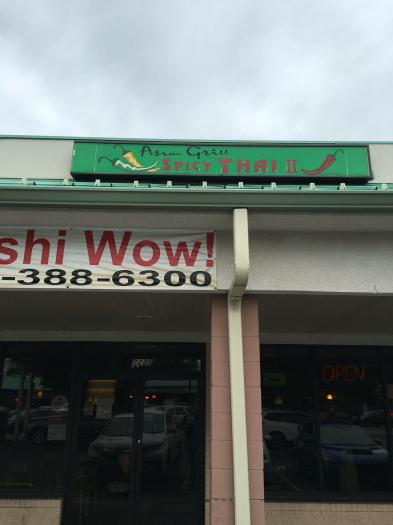 Asian Grill
SPICY THAI II
shi Wow!
-388-6300
OPEN